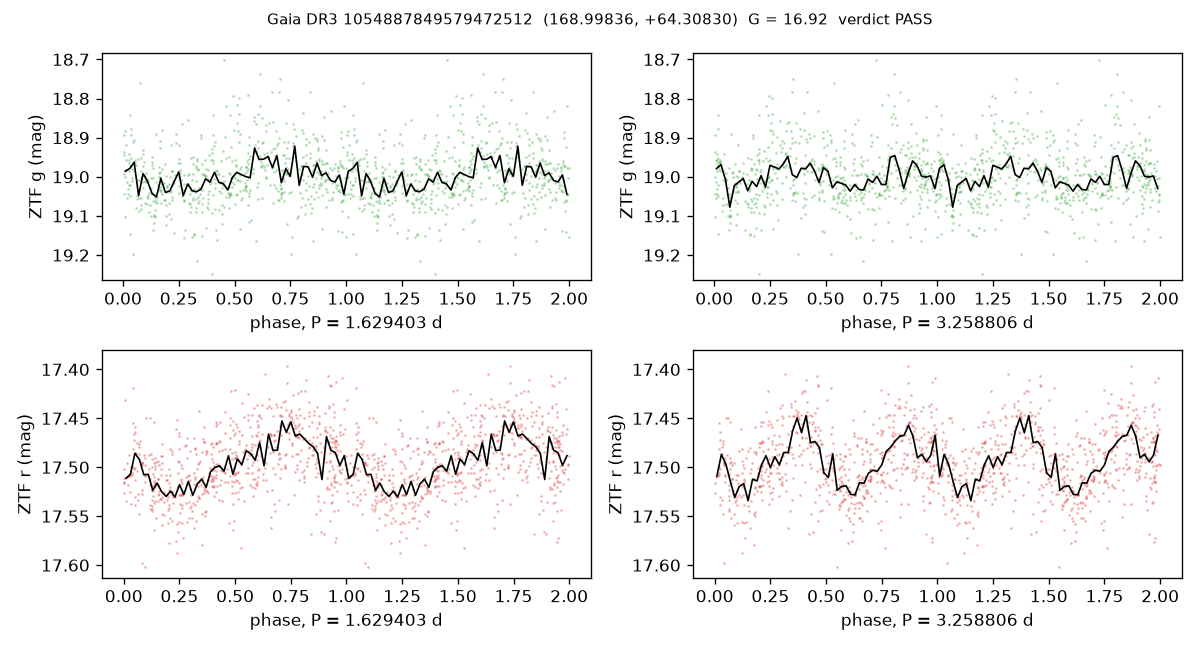 Gaia DR3 1054887849579472512 (168.99836, +64.30830) G = 16.92 verdict PASS
ZTF g (mag)
18.7
18.8
18.9
19.0
19.1
19.2
0.00 0.25 0.50 0.75 1.00 1.25 1.50 1.75 2.00
phase, P = 1.629403 d
ZTF g (mag)
18.7
18.8
18.9
19.0
19.1
19.2
0.00 0.25 0.50 0.75 1.00 1.25 1.50 1.75 2.00
phase, P = 3.258806 d
ZTF r (mag)
17.40
17.45
17.50
17.55
17.60
0.00 0.25 0.50 0.75 1.00 1.25 1.50 1.75 2.00
phase, P = 1.629403 d
ZTF r (mag)
17.40
17.45
17.50
17.55
17.60
0.00 0.25 0.50 0.75 1.00 1.25 1.50 1.75 2.00
phase, P = 3.258806 d